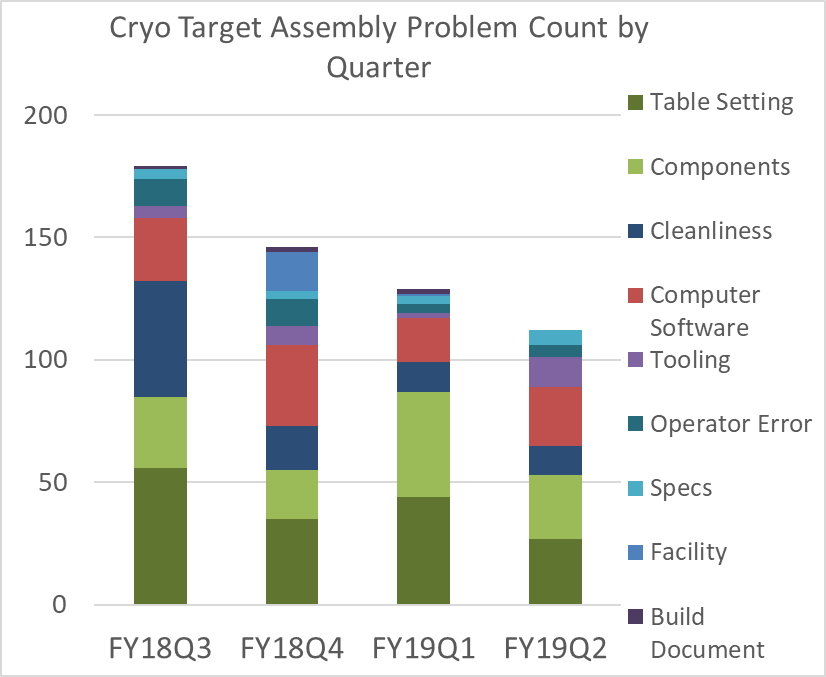 Cryo Target Assembly Problem Count by
Quarter
200
150
100
50
0
FY18Q3 FY18Q4 FY19Q1 FY19Q2
Table Setting
Components
Cleanliness
Computer
Software
Tooling
Operator Error
Specs
Facility
Build
Document